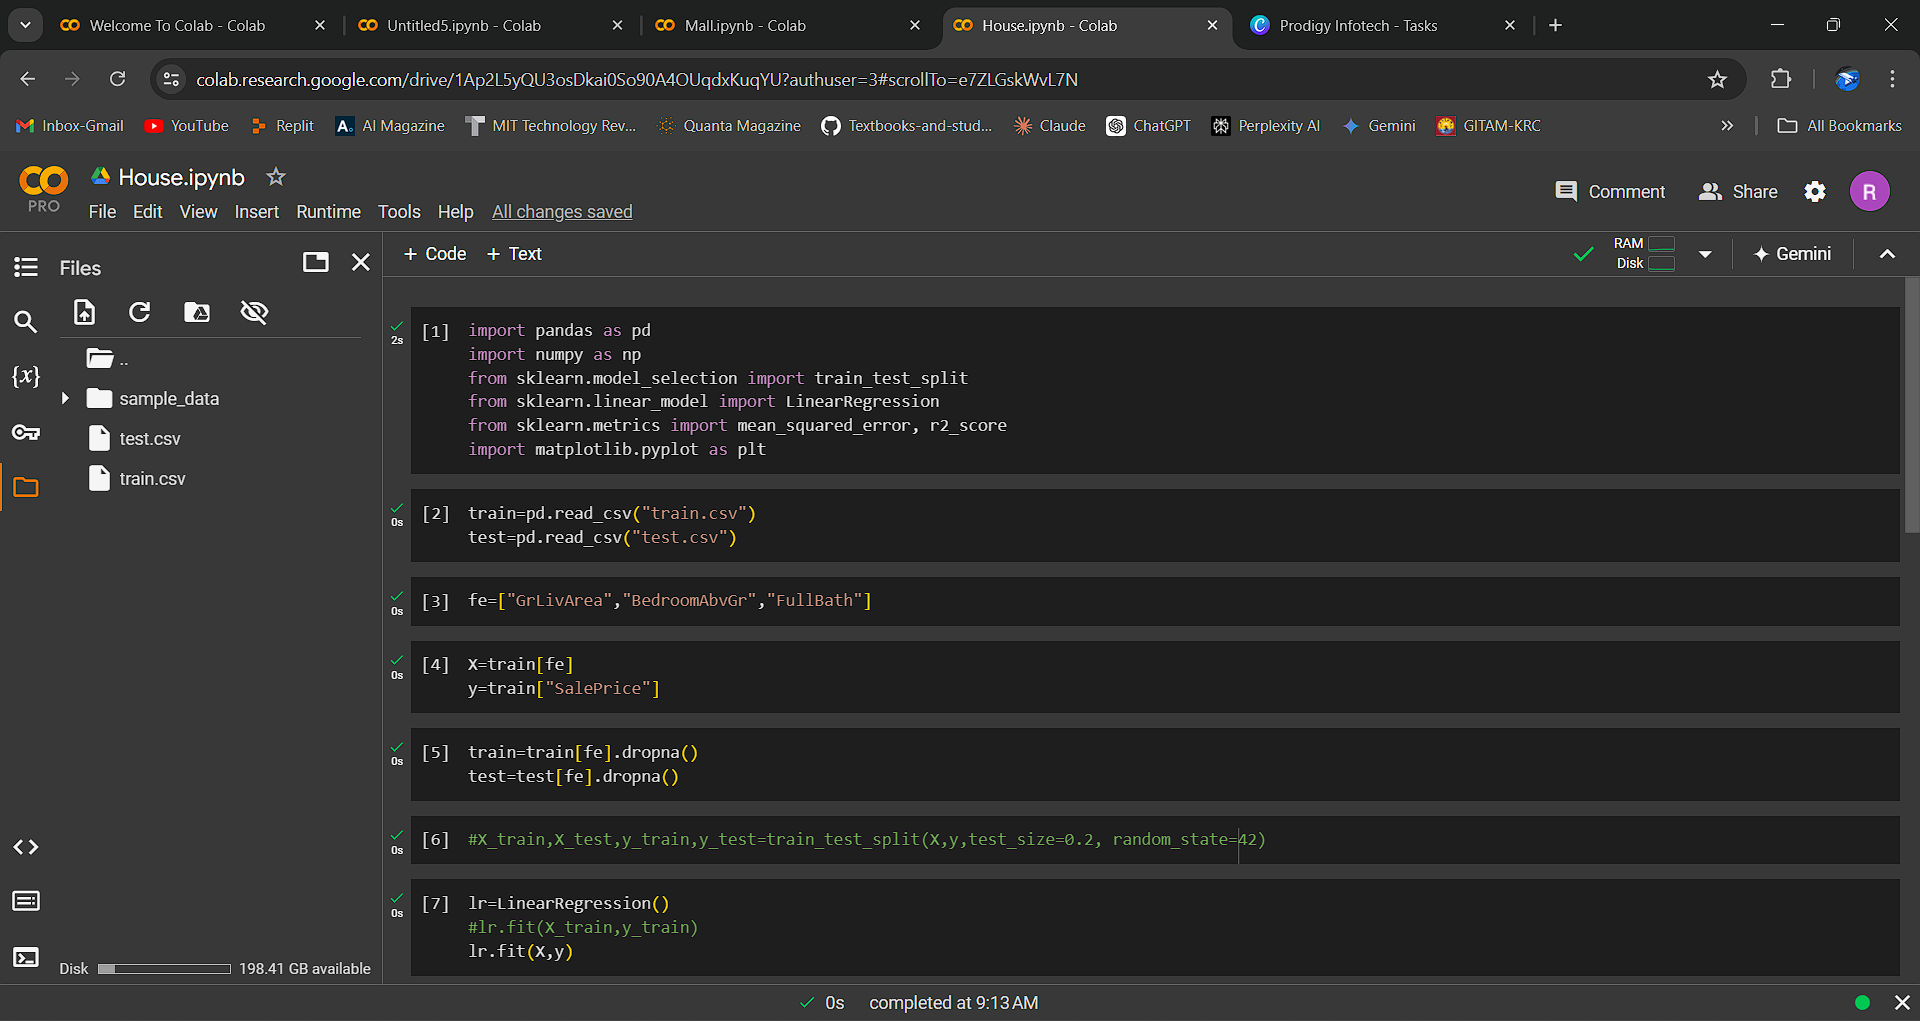 Welcome To Colab - Colab
Untitled5.ipynb - Colab
Mall.ipynb - Colab
House.ipynb - Colab
Prodigy Infotech - Tasks
colab.research.google.com/drive/1Ap2L5yQU3osDkai0So90A4OUqdxKuqYU?authuser=3#scrollTo=e7ZLGskWvL7N
Inbox-Gmail
YouTube
Replit
A.
AI Magazine
MIT Technology Rev...
Quanta Magazine
Textbooks-and-stud...
Claude
ChatGPT
Perplexity AI
Gemini
GITAM-KRC
All Bookmarks
PRO
House.ipynb
Comment
Share
R
File Edit View Insert Runtime Tools Help All changes saved
Files
+ Code + Text
RAM
Disk
Gemini
..
sample_data
test.csv
train.csv
{x}
2s
[1] import pandas as pd
import numpy as np
from sklearn.model_selection import train_test_split
from sklearn.linear_model import LinearRegression
from sklearn.metrics import mean_squared_error, r2_score
import matplotlib.pyplot as plt
0s
[2] train=pd.read_csv("train.csv")
test=pd.read_csv("test.csv")
0s
[3] fe=["GrLivArea","BedroomAbvGr","FullBath"]
0s
[4] X=train[fe]
y=train["SalePrice"]
0s
[5] train=train[fe].dropna()
test=test[fe].dropna()
0s
[6] #X_train,X_test,y_train,y_test=train_test_split(X,y,test_size=0.2, random_state=42)
0s
[7] lr=LinearRegression()
#lr.fit(X_train,y_train)
lr.fit(X,y)
Disk 198.41 GB available
0s completed at 9:13 AM